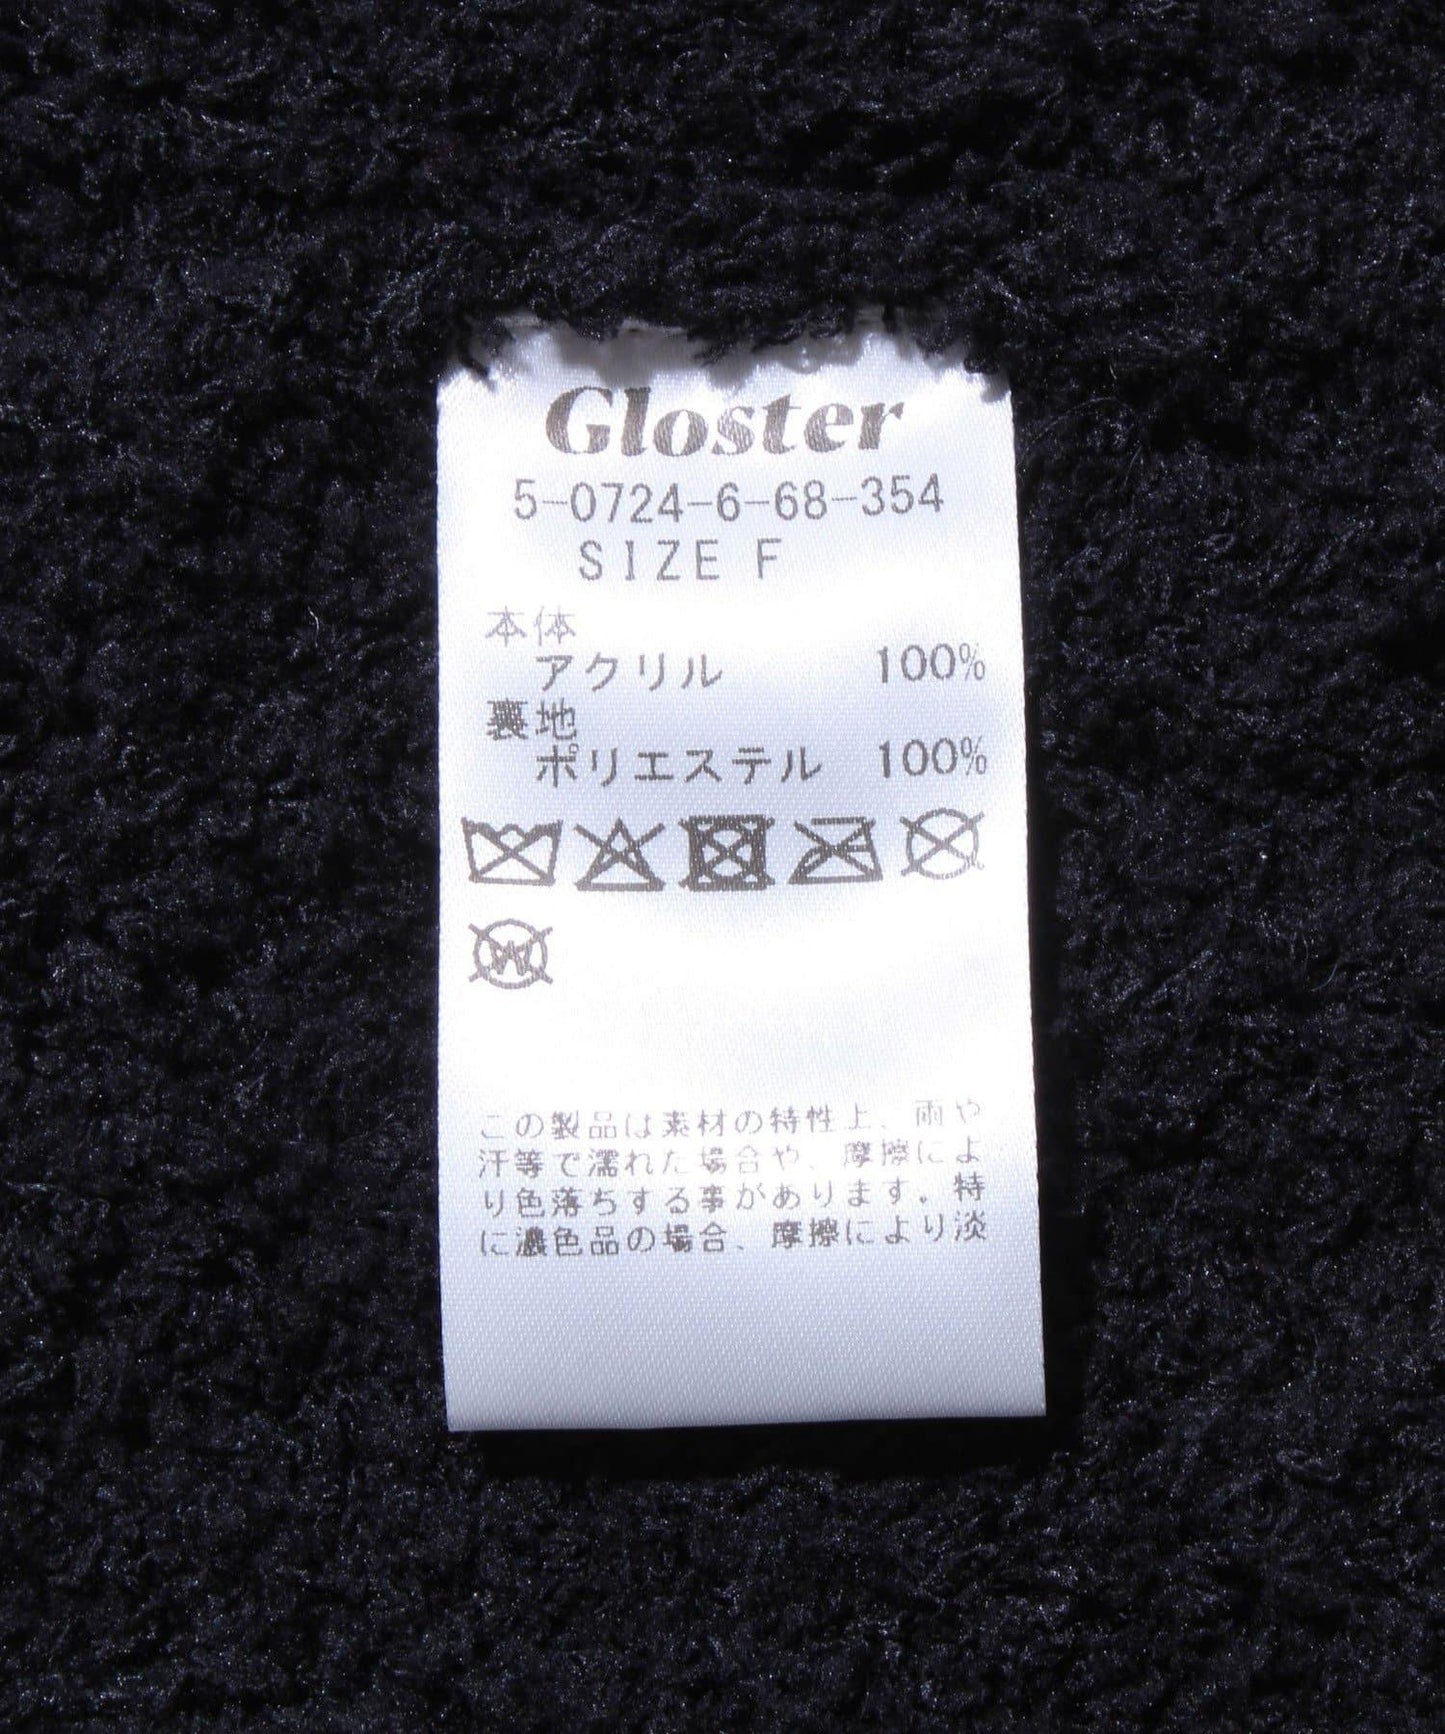 Gloster
5-0724-6-68-354
SIZE F
本体
アクリル 100%
裏地
ポリエステル 100%
W
この製品は素材の特性上、雨や
汗等で濡れた場合や、摩擦によ
り色落ちする事があります。特
に濃色品の場合、摩擦により淡